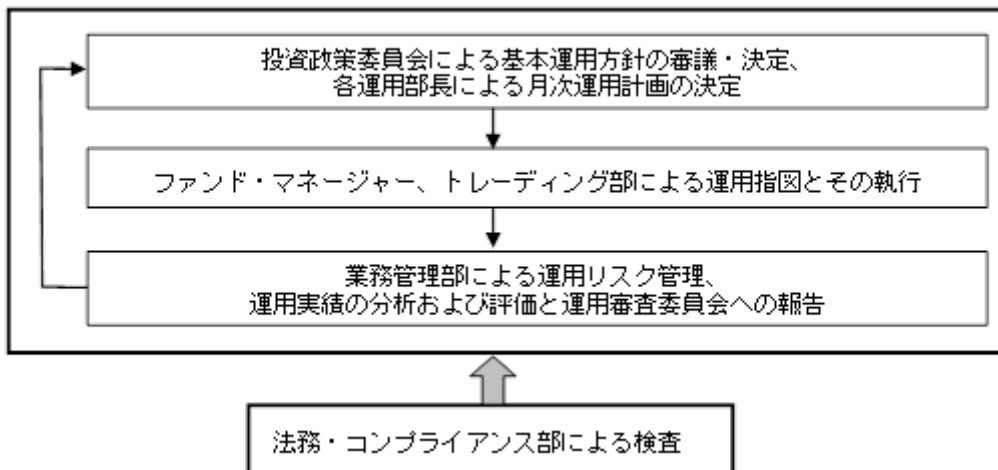 投資政策委員会による基本運用方針の審議・決定、
各運用部長による月次運用計画の決定
ファンド・マネージャー、トレーディング部による運用指図とその執行
業務管理部による運用リスク管理、
運用実績の分析および評価と運用審査委員会への報告
法務・コンプライアンス部による検査